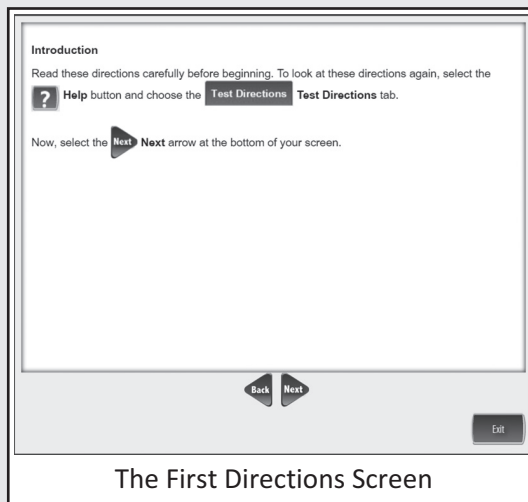 Introduction
Read these directions carefully before beginning. To look at these directions again, select the
? Help button and choose the Test Directions Test Directions tab.
Now, select the Next Next arrow at the bottom of your screen.
Back Next
Exit
The First Directions Screen